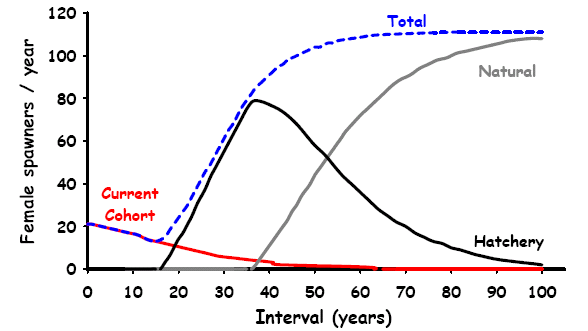 120
100
80
60
40
20
0
Female spawners / year
Total
Natural
Current
Cohort
Hatchery
0 10 20 30 40 50 60 70 80 90 100
Interval (years)